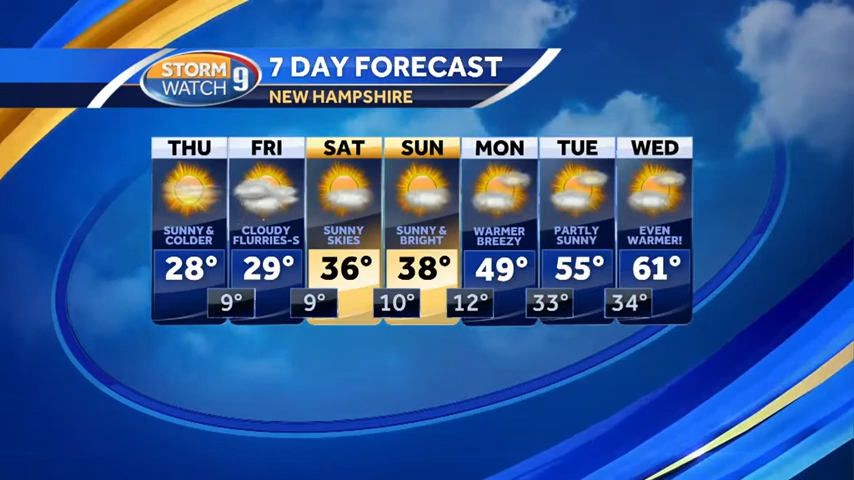 STORM
WATCH 9
7 DAY FORECAST
NEW HAMPSHIRE
THU FRI SAT SUN MON TUE WED
SUNNY & CLOUDY SUNNY SUNNY & WARMER PARTLY EVEN
COLDER FLURRIES-S SKIES BRIGHT BREEZY SUNNY WARMER!
28° 29° 36° 38° 49° 55° 61°
9° 9° 10° 12° 33° 34°